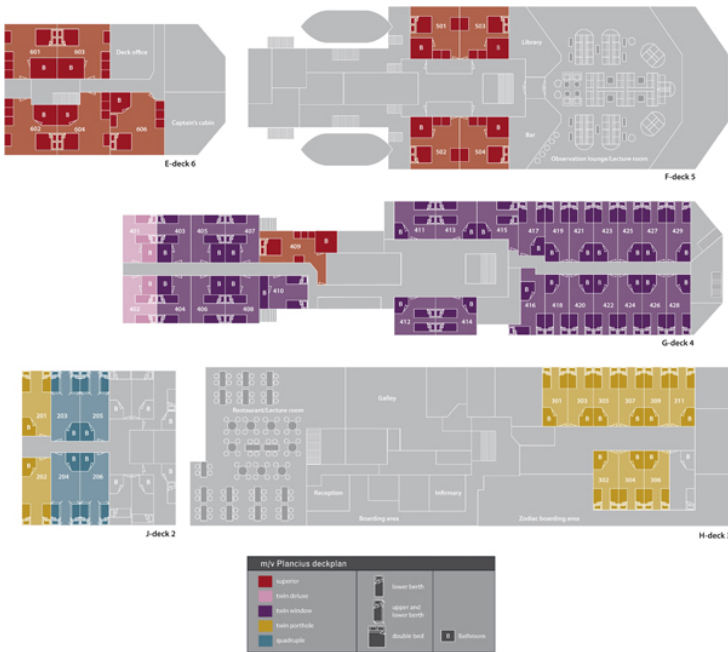 601
603
Deck office
B
B
B
B
B
602
604
606
Captain's cabin
E-deck 6
501
503
B
B
Library
B
B
502
504
Bar
Observation lounge/Lecture room
F-deck 5
401
403
405
407
B
B
B
B
409
B
411
413
415
B
B
B
417
419
421
423
425
427
429
B
B
B
B
B
B
B
B
B
B
B
B
410
402
404
406
408
B
B
B
B
B
B
B
416
418
420
422
424
426
428
412
414
B
G-deck 4
201
203
205
B
B
B
B
B
B
B
B
B
B
202
204
206
J-deck 2
Restaurant/Lecture room
Galley
301
303
305
307
309
311
B
B
B
B
B
B
B
B
B
B
302
304
306
Reception
Infirmary
Boarding area
Zodiac boarding area
H-deck 3
m/v Plancius deckplan
superior
twin deluxe
twin window
twin porthole
quadruple
lower berth
upper and
lower berth
double bed
B
Bathroom